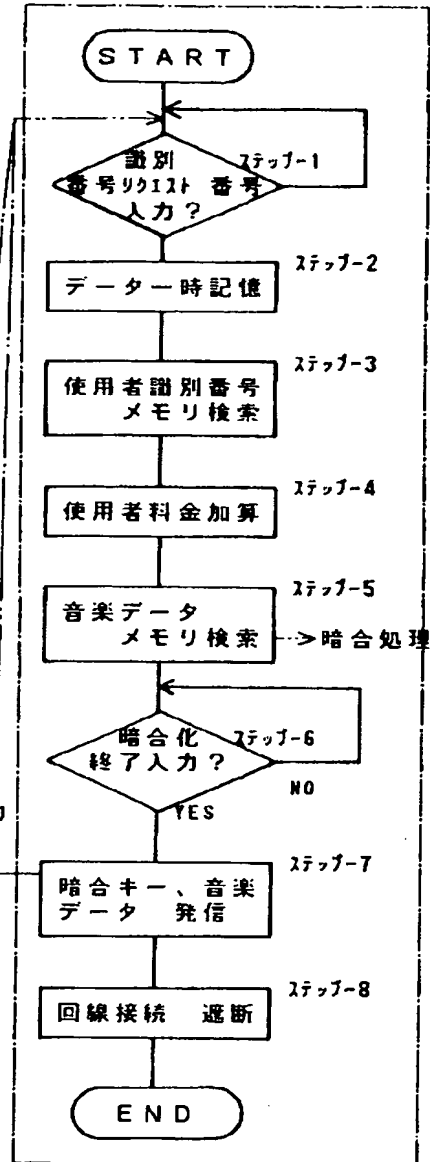 START
識別
ステップ-1
番号リクエスト 番号
入力?
ステップ-2
データ一時記憶
ステップ-3
使用者識別番号
メモリ検索
ステップ-4
使用者料金加算
ステップ-5
音楽データ
メモリ検索
暗合処理
暗合化
ステップ-6
終了入力?
NO
YES
ステップ-7
暗合キー、音楽
データ 発信
ステップ-8
回線接続 遮断
END